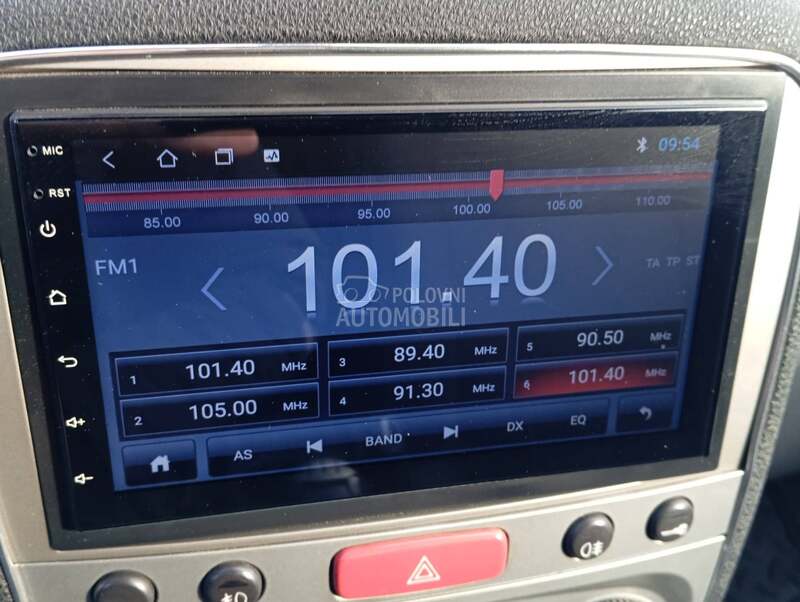 MIC
09:54
RST
85.00 90.00 95.00 100.00 105.00 110.00
FM1
101.40
TA TP ST
POLOVNI
AUTOMOBILI
1 101.40 MHz
3 89.40 MHz
5 90.50 MHz
2 105.00 MHz
4 91.30 MHz
6 101.40 MHz
AS BAND DX EQ